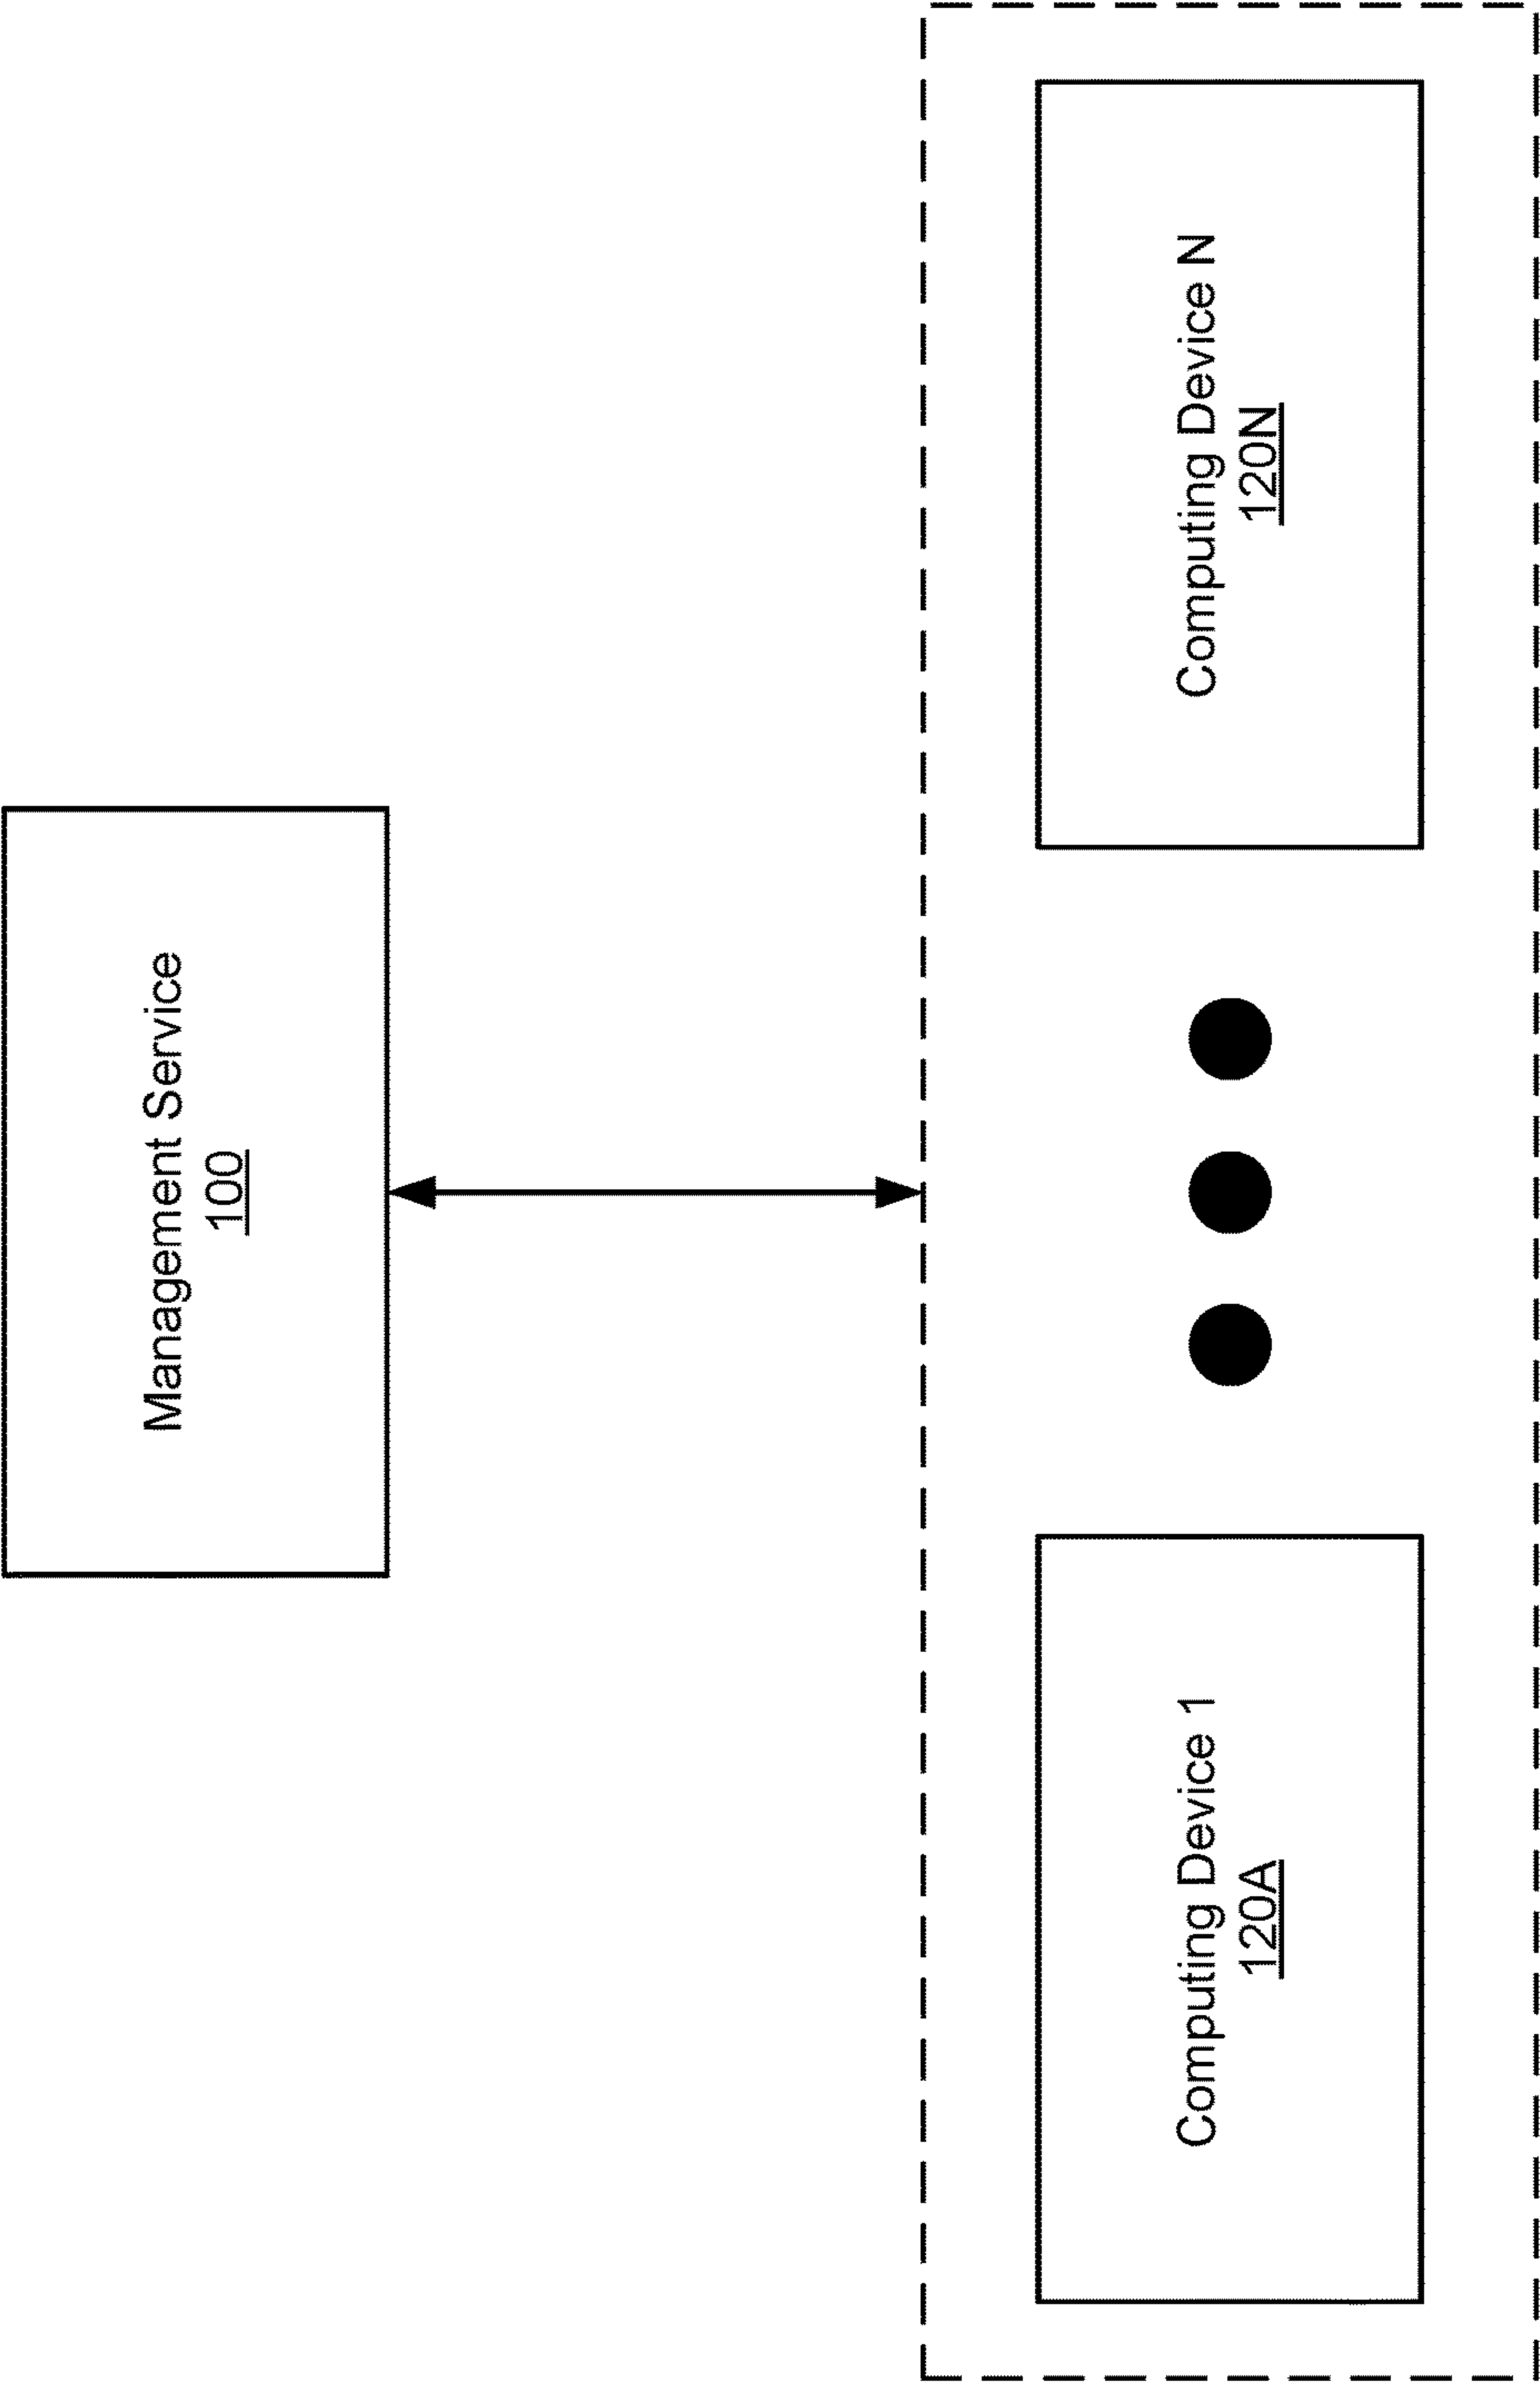 Management Service
100
Computing Device 1
120A
Computing Device N
120N